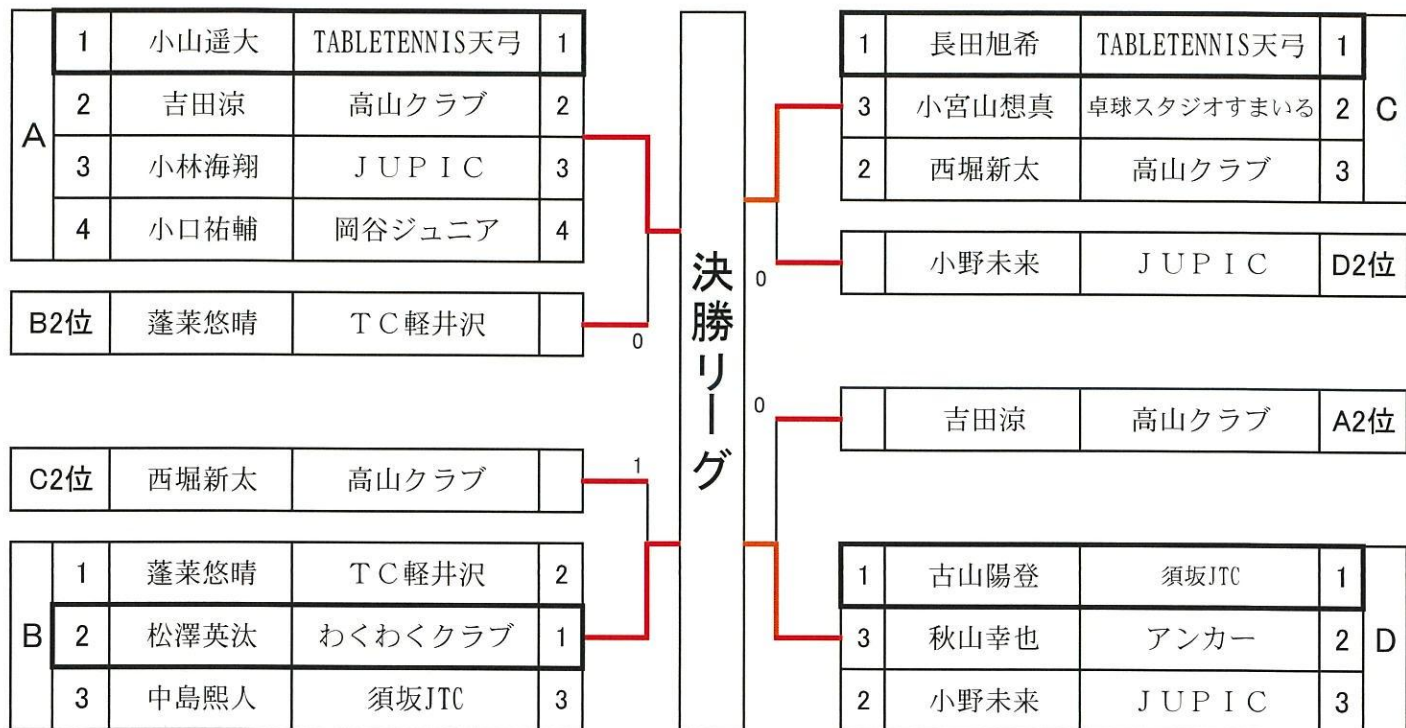 A
1 小山遥大 TABLETENNIS天弓 1
2 吉田涼 高山クラブ 2
3 小林海翔 ＪＵＰＩＣ 3
4 小口祐輔 岡谷ジュニア 4
B2位 蓬莱悠晴 ＴＣ軽井沢
0
C2位 西堀新太 高山クラブ
1
B
1 蓬莱悠晴 ＴＣ軽井沢 2
2 松澤英汰 わくわくクラブ 1
3 中島熙人 須坂JTC 3
決勝リーグ
1 長田旭希 TABLETENNIS天弓 1
3 小宮山想真 卓球スタジオすまいる 2
2 西堀新太 高山クラブ 3
C
小野未来 ＪＵＰＩＣ D2位
0
吉田涼 高山クラブ A2位
0
1 古山陽登 須坂JTC 1
3 秋山幸也 アンカー 2
2 小野未来 ＪＵＰＩＣ 3
D